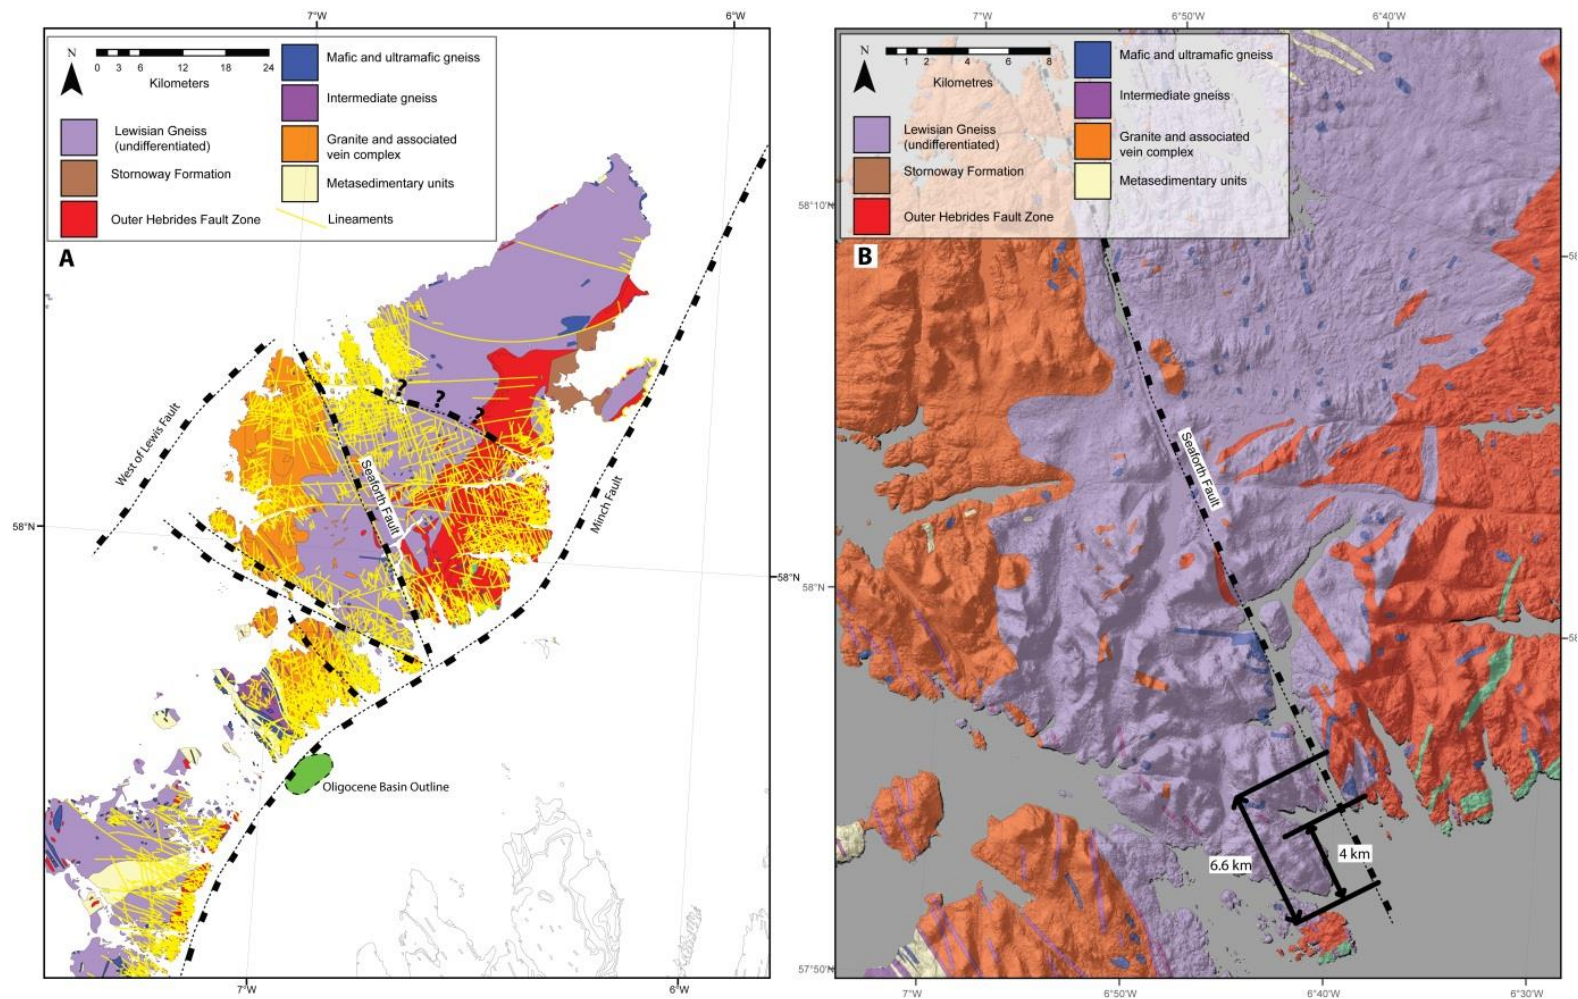 7°W
6°W
N
0 3 6 12 18 24
Kilometers
Mafic and ultramafic gneiss
Intermediate gneiss
Lewisian Gneiss
(undifferentiated)
Granite and associated
vein complex
Stornoway Formation
Metasedimentary units
Outer Hebrides Fault Zone
Lineaments
A
West of Lewis Fault
?
?
?
Seaforth Fault
Minch Fault
58°N
58°N
Oligocene Basin Outline
7°W
6°W
7°W
6°50'W
6°40'W
N
1 2 4 6 8
Kilometres
Mafic and ultramafic gneiss
Intermediate gneiss
Lewisian Gneiss
(undifferentiated)
Granite and associated
vein complex
Stornoway Formation
Metasedimentary units
Outer Hebrides Fault Zone
58°10'N
B
58
Seaforth Fault
58°N
58
6.6 km
4 km
57°50'N
7°W
6°50'W
6°40'W
6°30'W